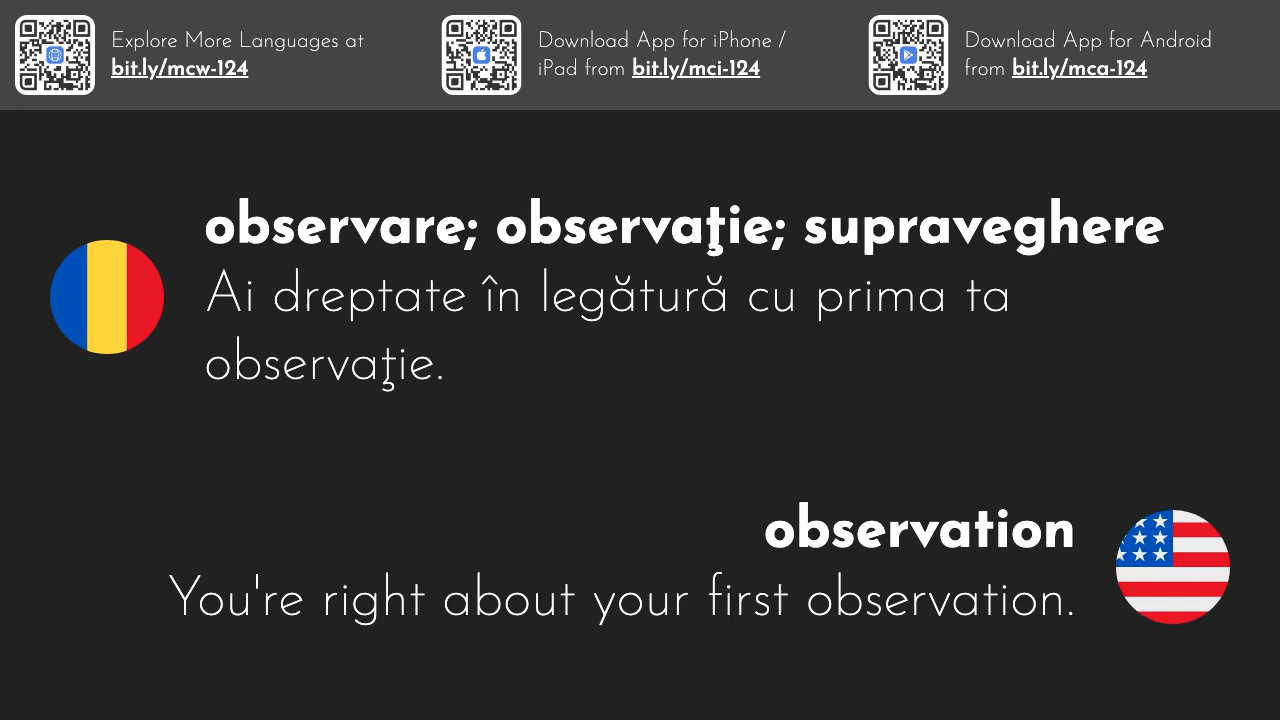 Explore More Languages at
bit.ly/mcw-124
Download App for iPhone /
iPad from bit.ly/mci-124
Download App for Android
from bit.ly/mca-124
observare; observaţie; supraveghere
Ai dreptate în legătură cu prima ta
observaţie.
observation
You're right about your first observation.